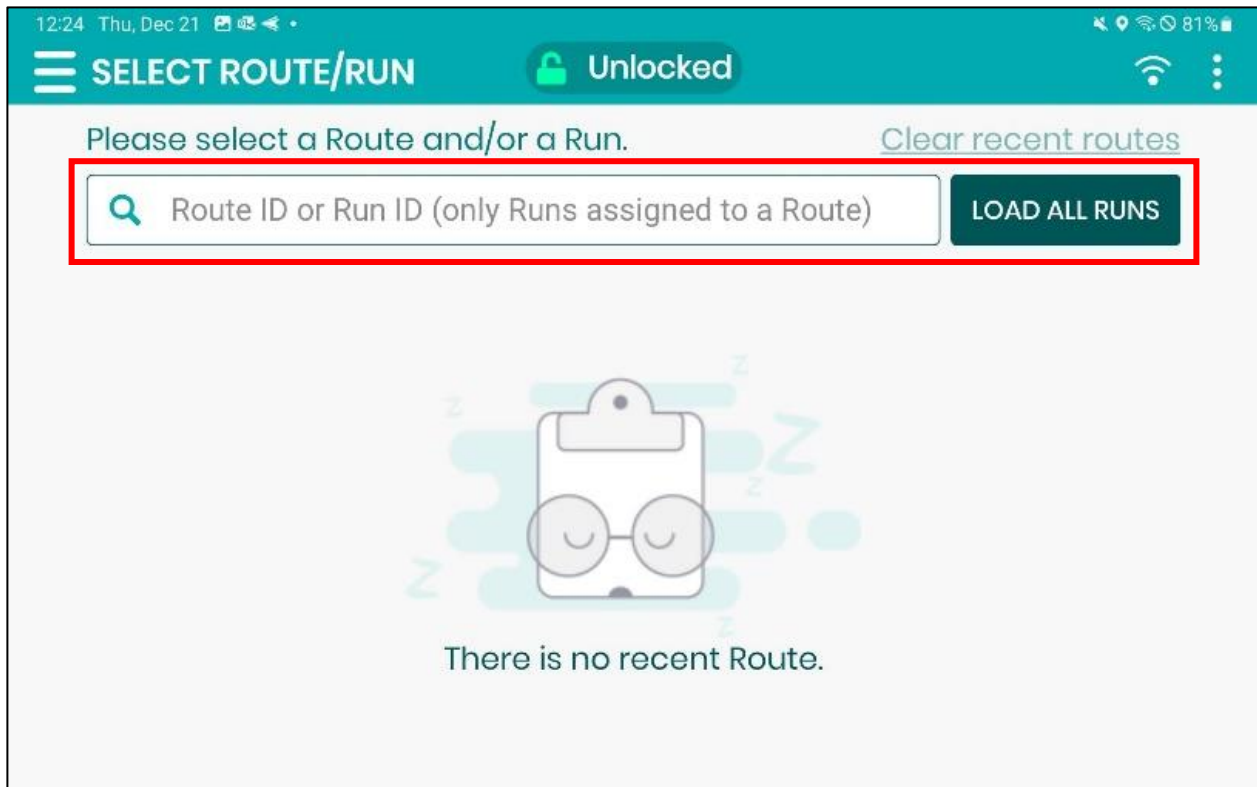 12:24 Thu, Dec 21 81%
SELECT ROUTE/RUN Unlocked
Please select a Route and/or a Run. Clear recent routes
Route ID or Run ID (only Runs assigned to a Route) LOAD ALL RUNS
z
z
Z
z
Z
z
There is no recent Route.